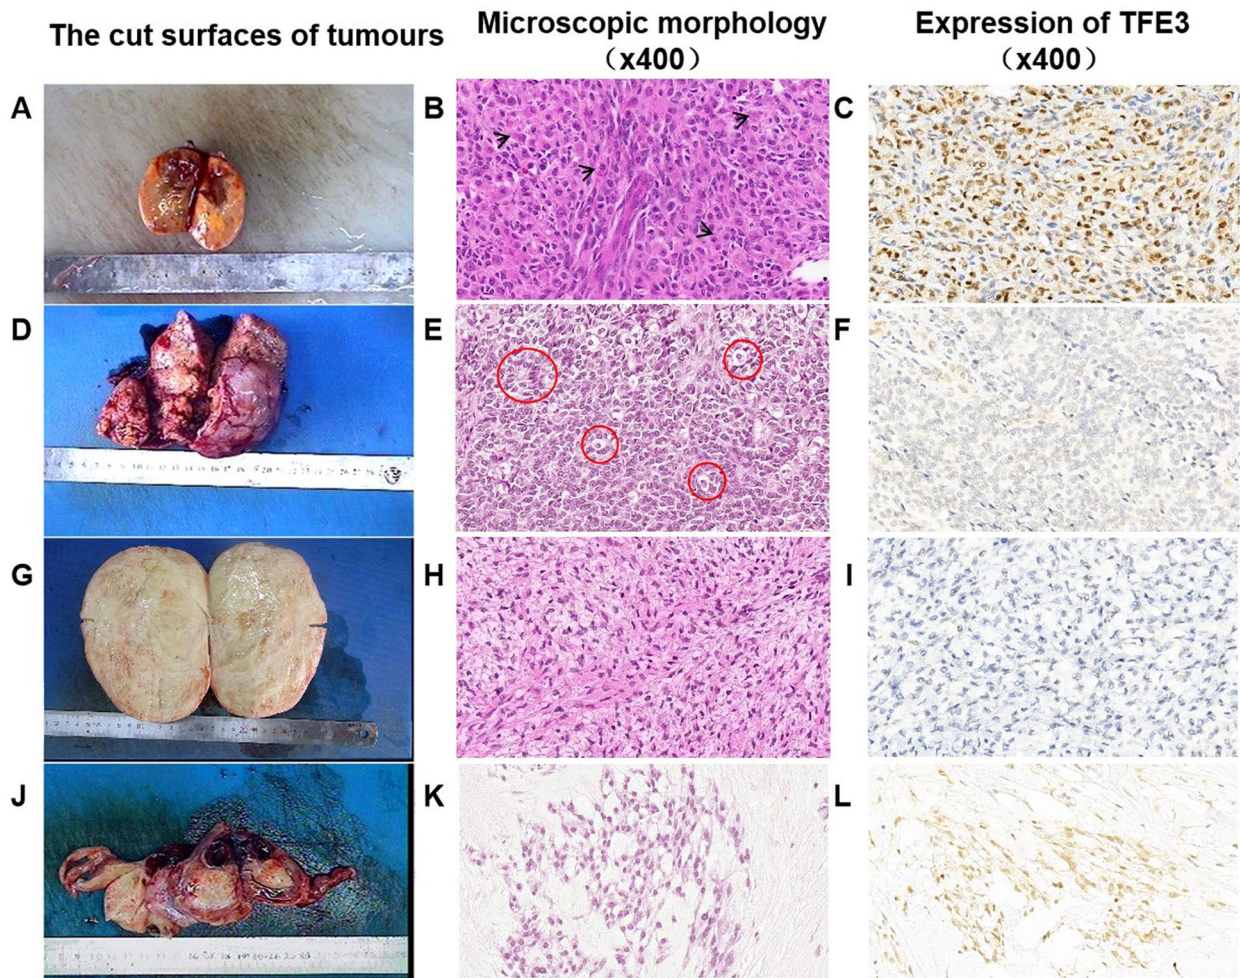 The cut surfaces of tumours
Microscopic morphology
（x400）
Expression of TFE3
（x400）
A
B
C
D
E
F
G
H
I
J
K
L